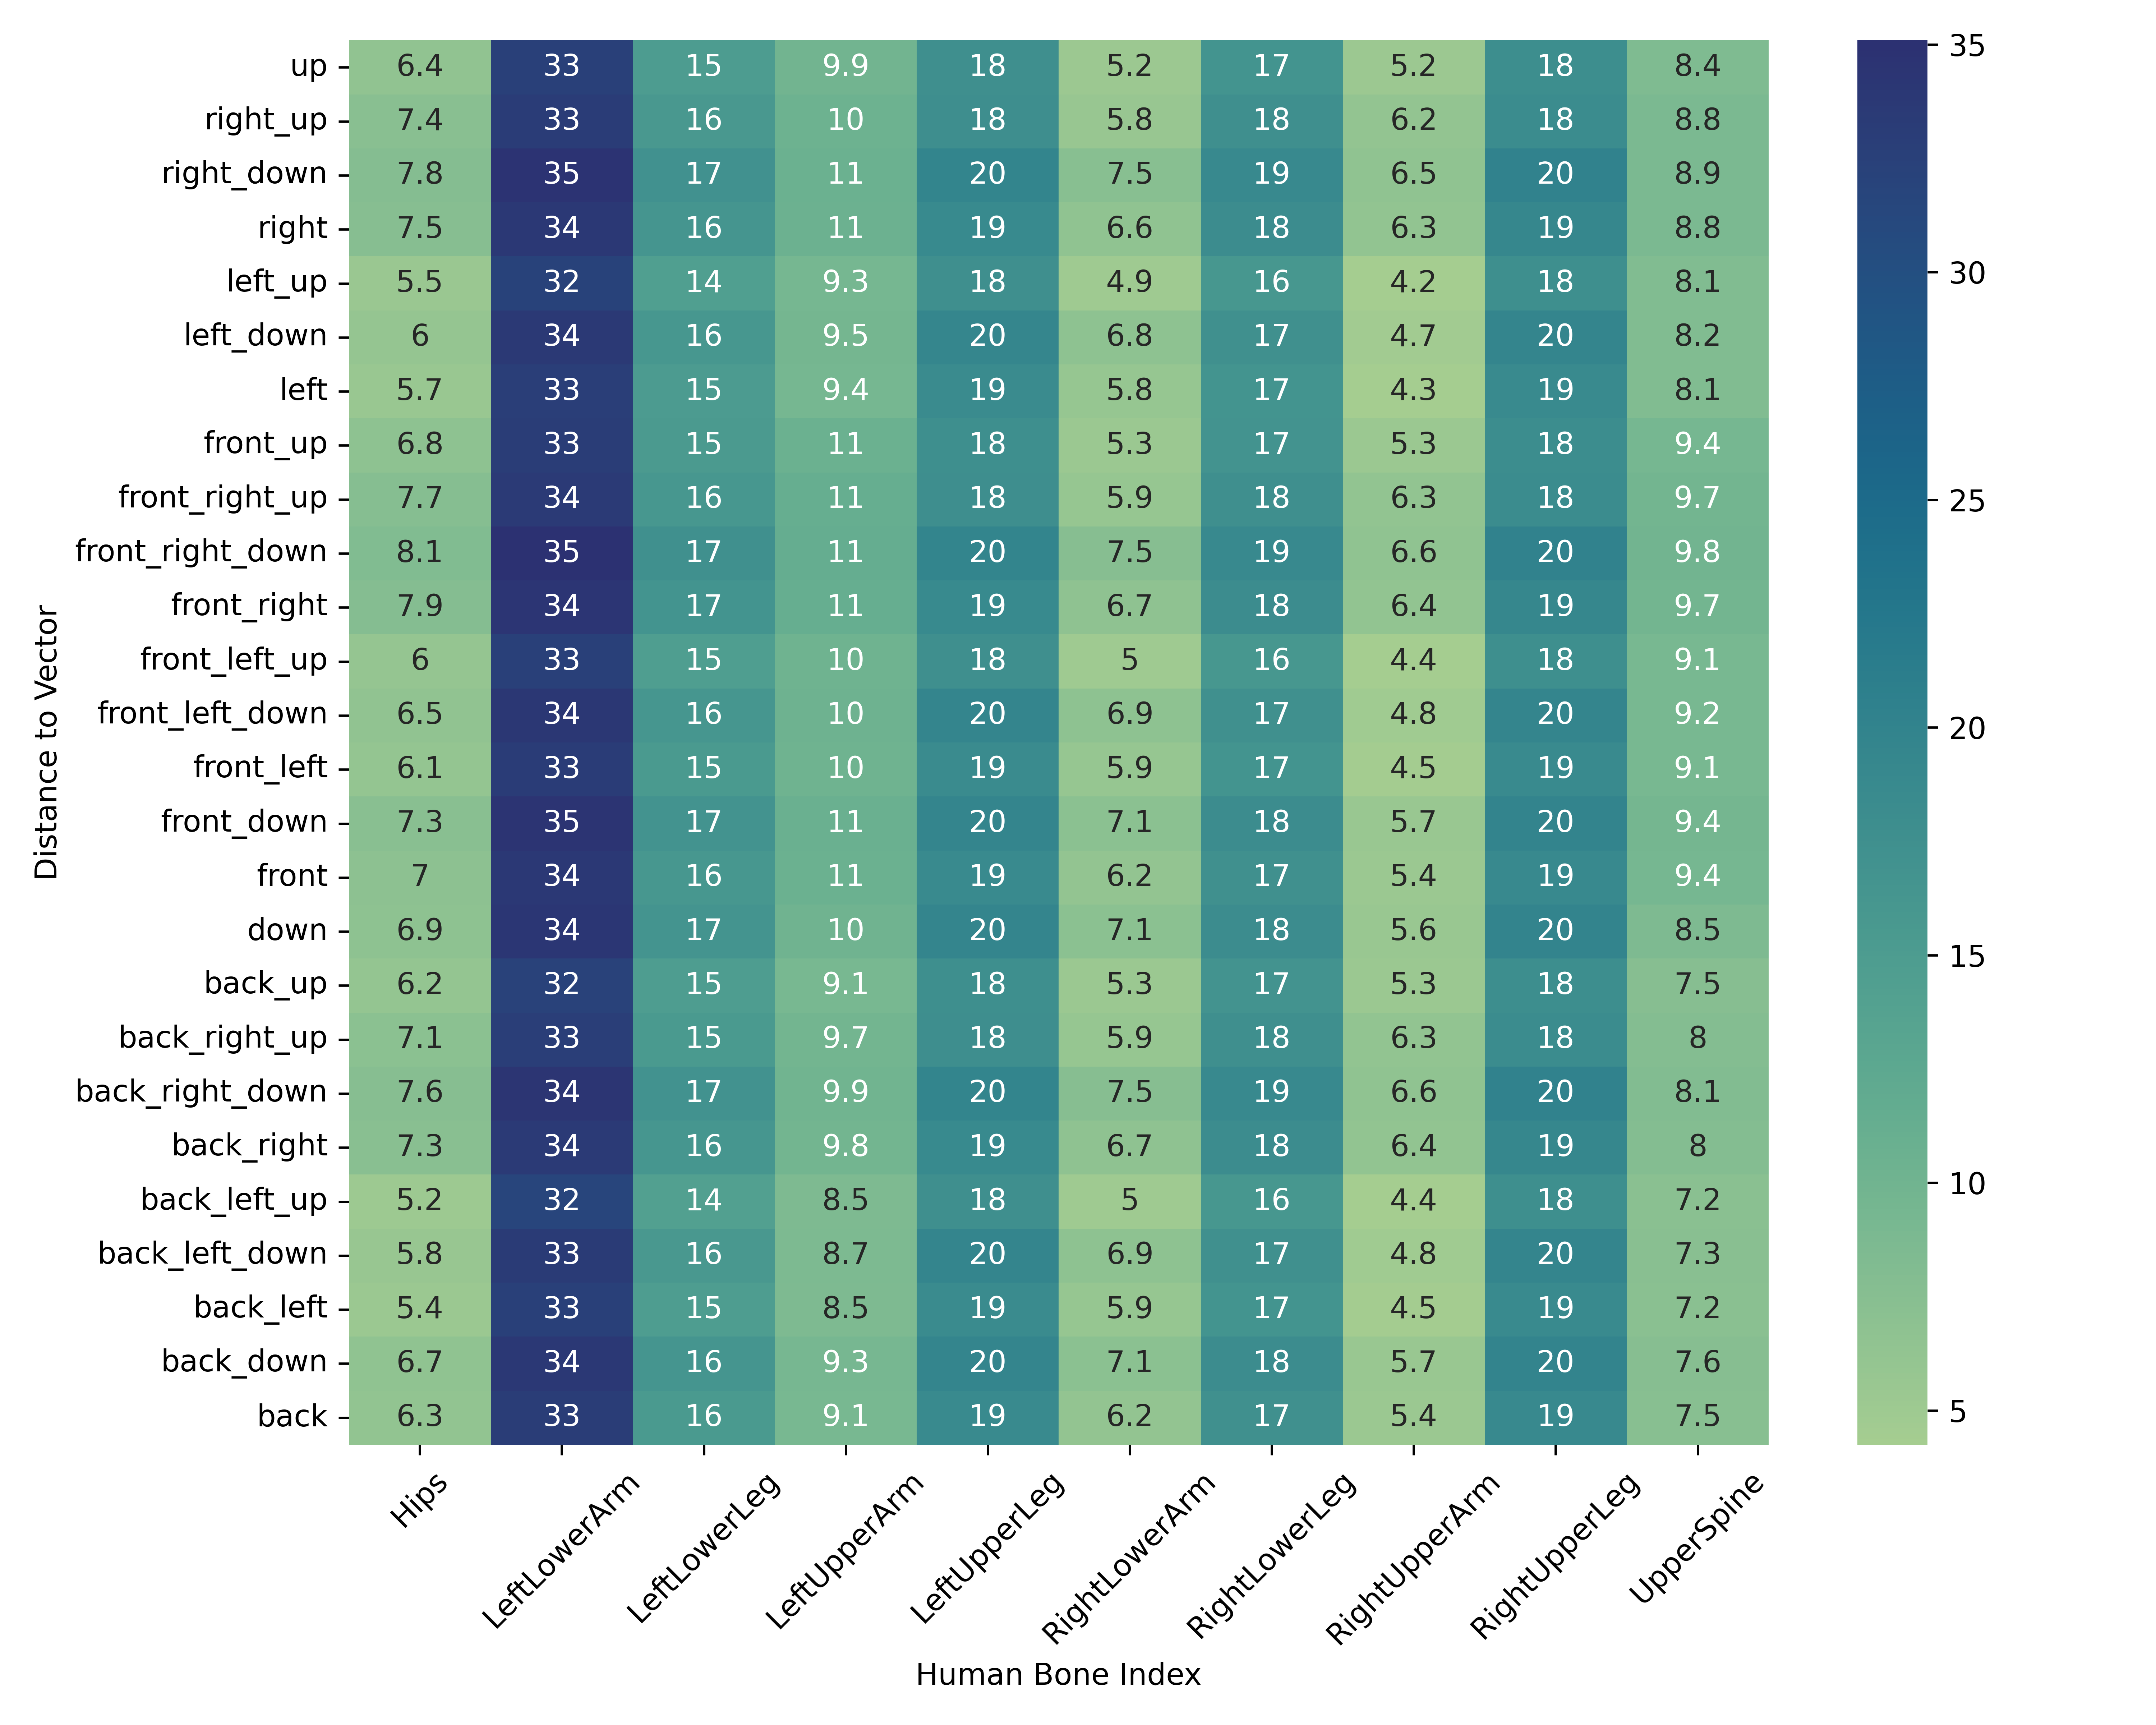 up 6.4 33 15 9.9 18 5.2 17 5.2 18 8.4
right_up 7.4 33 16 10 18 5.8 18 6.2 18 8.8
right_down 7.8 35 17 11 20 7.5 19 6.5 20 8.9
right 7.5 34 16 11 19 6.6 18 6.3 19 8.8
left_up 5.5 32 14 9.3 18 4.9 16 4.2 18 8.1
left_down 6 34 16 9.5 20 6.8 17 4.7 20 8.2
left 5.7 33 15 9.4 19 5.8 17 4.3 19 8.1
front_up 6.8 33 15 11 18 5.3 17 5.3 18 9.4
front_right_up 7.7 34 16 11 18 5.9 18 6.3 18 9.7
front_right_down 8.1 35 17 11 20 7.5 19 6.6 20 9.8
front_right 7.9 34 17 11 19 6.7 18 6.4 19 9.7
front_left_up 6 33 15 10 18 5 16 4.4 18 9.1
front_left_down 6.5 34 16 10 20 6.9 17 4.8 20 9.2
front_left 6.1 33 15 10 19 5.9 17 4.5 19 9.1
front_down 7.3 35 17 11 20 7.1 18 5.7 20 9.4
front 7 34 16 11 19 6.2 17 5.4 19 9.4
down 6.9 34 17 10 20 7.1 18 5.6 20 8.5
back_up 6.2 32 15 9.1 18 5.3 17 5.3 18 7.5
back_right_up 7.1 33 15 9.7 18 5.9 18 6.3 18 8
back_right_down 7.6 34 17 9.9 20 7.5 19 6.6 20 8.1
back_right 7.3 34 16 9.8 19 6.7 18 6.4 19 8
back_left_up 5.2 32 14 8.5 18 5 16 4.4 18 7.2
back_left_down 5.8 33 16 8.7 20 6.9 17 4.8 20 7.3
back_left 5.4 33 15 8.5 19 5.9 17 4.5 19 7.2
back_down 6.7 34 16 9.3 20 7.1 18 5.7 20 7.6
back 6.3 33 16 9.1 19 6.2 17 5.4 19 7.5
Distance to Vector
Hips LeftLowerArm LeftLowerLeg LeftUpperArm LeftUpperLeg RightLowerArm RightLowerLeg RightUpperArm RightUpperLeg UpperSpine
Human Bone Index
35
30
25
20
15
10
5